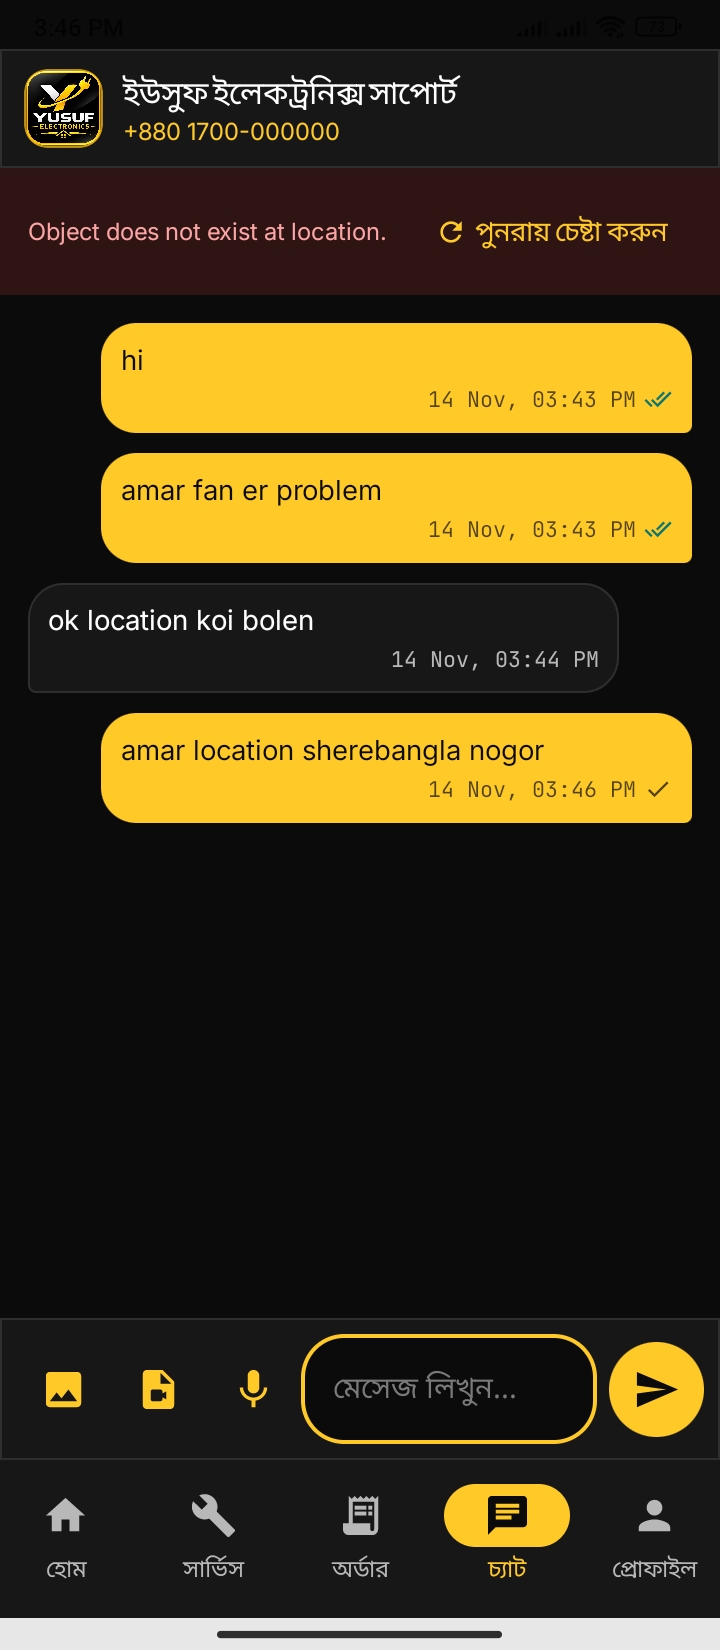 3:46 PM
73
YUSUF
ELECTRONICS
ইউসুফ ইলেকট্রনিক্স সাপোর্ট
+880 1700-000000
Object does not exist at location.
পুনরায় চেষ্টা করুন
hi
14 Nov, 03:43 PM
amar fan er problem
14 Nov, 03:43 PM
ok location koi bolen
14 Nov, 03:44 PM
amar location sherebangla nogor
14 Nov, 03:46 PM
মেসেজ লিখুন...
হোম
সার্ভিস
অর্ডার
চ্যাট
প্রোফাইল